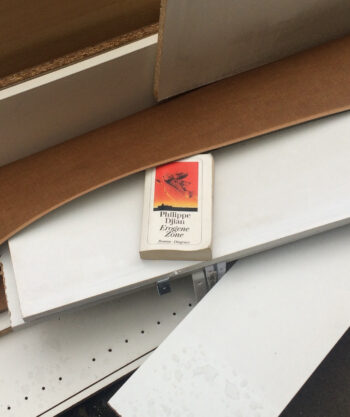 Philippe
Djian
Erogene
Zone
Roman · Diogenes